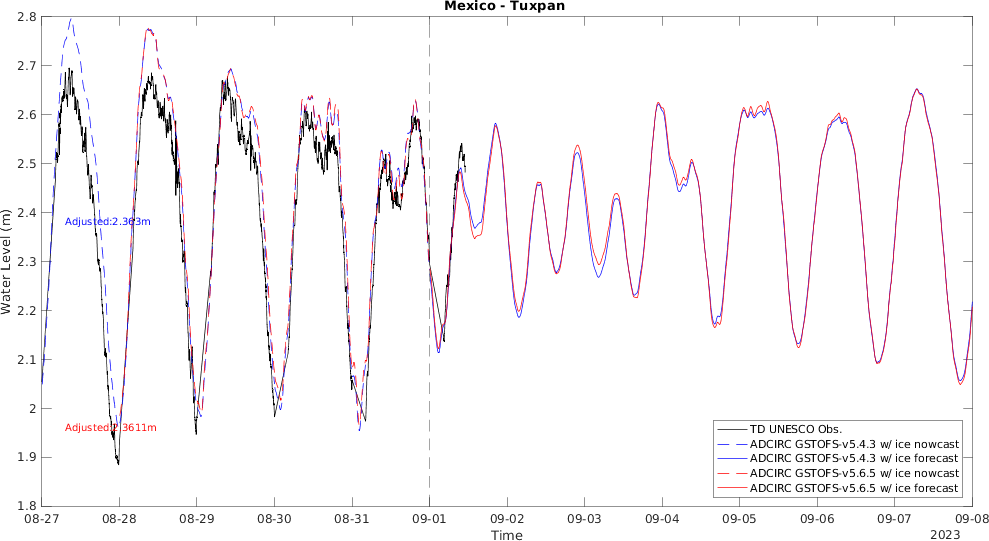 Mexico - Tuxpan
2.8
2.7
2.6
2.5
2.4
2.3
2.2
2.1
2
1.9
1.8
Water Level (m)
Adjusted:2.363m
Adjusted:2.3611m
TD UNESCO Obs.
ADCIRC GSTOFS-v5.4.3 w/ ice nowcast
ADCIRC GSTOFS-v5.4.3 w/ ice forecast
ADCIRC GSTOFS-v5.6.5 w/ ice nowcast
ADCIRC GSTOFS-v5.6.5 w/ ice forecast
08-27 08-28 08-29 08-30 08-31 09-01 09-02 09-03 09-04 09-05 09-06 09-07 09-08
Time
2023